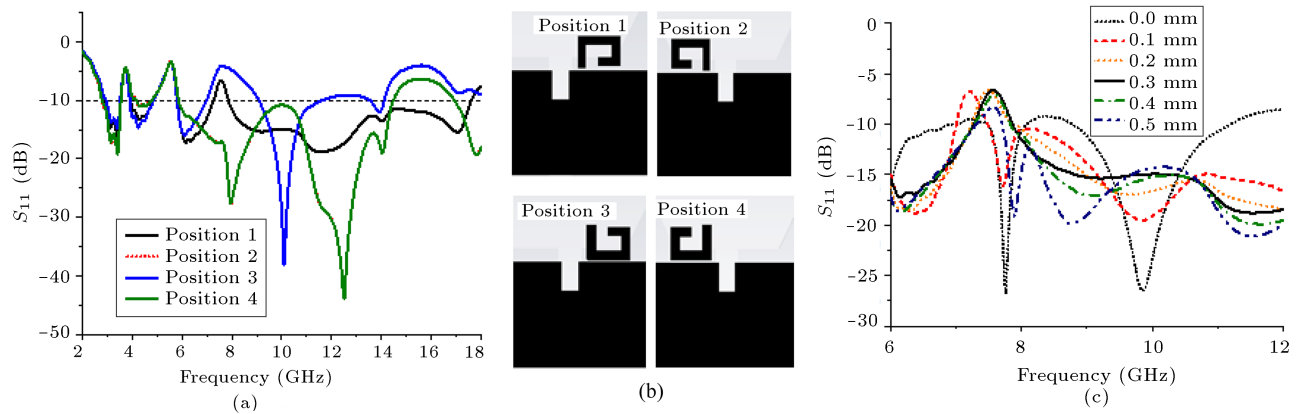 0
−10
−20
−30
−40
−50
S11 (dB)
Position 1
Position 2
Position 3
Position 4
2 4 6 8 10 12 14 16 18
Frequency (GHz)
(a)
Position 1
Position 2
Position 3
Position 4
(b)
0
−5
−10
−15
−20
−25
−30
S11 (dB)
0.0 mm
0.1 mm
0.2 mm
0.3 mm
0.4 mm
0.5 mm
6 8 10 12
Frequency (GHz)
(c)